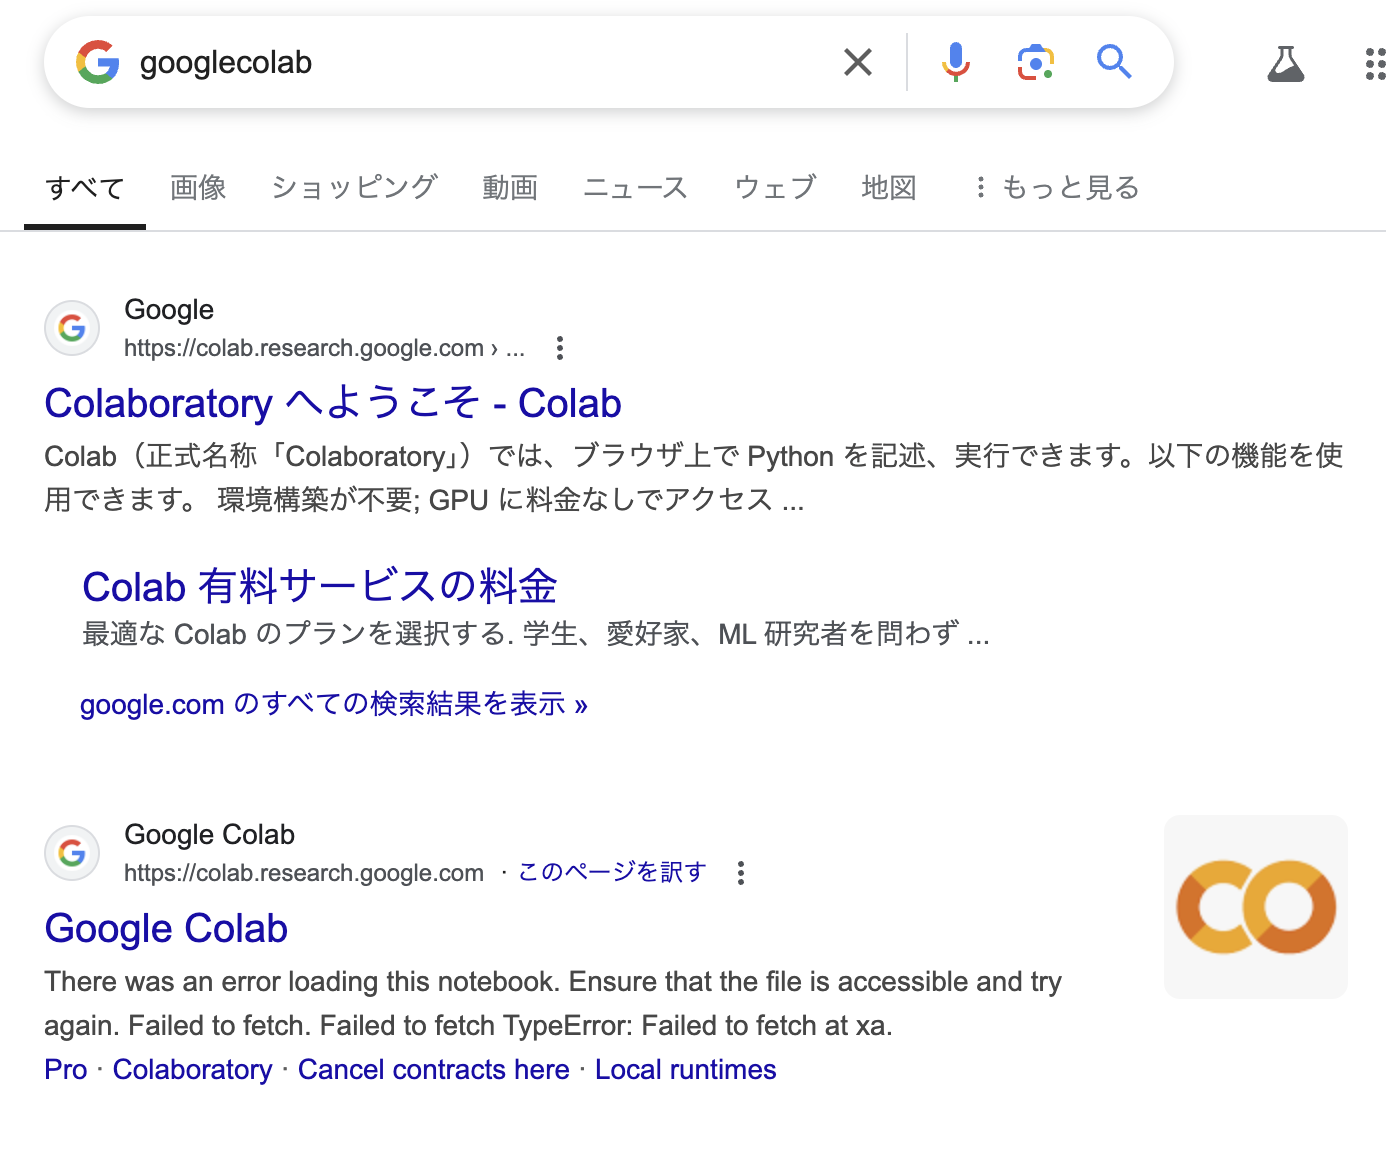 googlecolab
すべて 画像 ショッピング 動画 ニュース ウェブ 地図 もっと見る
Google
https://colab.research.google.com › ...
Colaboratory へようこそ - Colab
Colab（正式名称「Colaboratory」）では、ブラウザ上で Python を記述、実行できます。以下の機能を使
用できます。 環境構築が不要; GPU に料金なしでアクセス ...
Colab 有料サービスの料金
最適な Colab のプランを選択する. 学生、愛好家、ML 研究者を問わず ...
google.com のすべての検索結果を表示 »
Google Colab
https://colab.research.google.com · このページを訳す
Google Colab
There was an error loading this notebook. Ensure that the file is accessible and try
again. Failed to fetch. Failed to fetch TypeError: Failed to fetch at xa.
Pro · Colaboratory · Cancel contracts here · Local runtimes